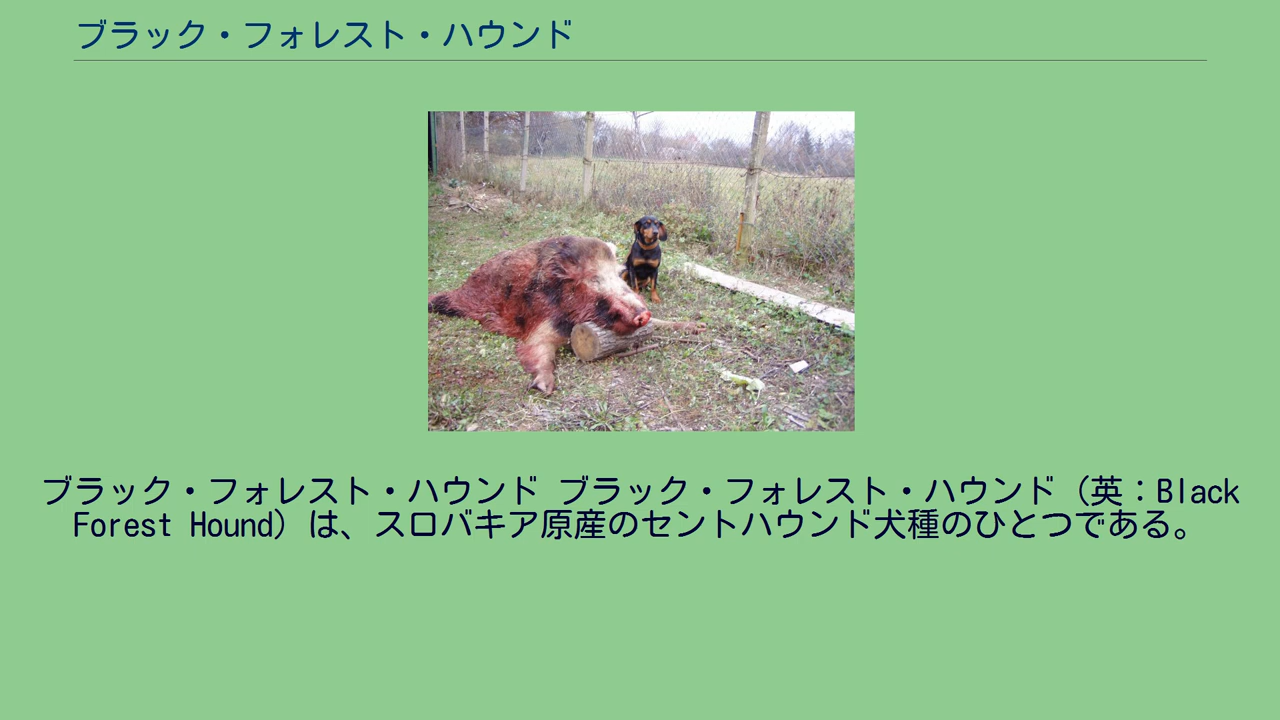 ブラック・フォレスト・ハウンド
ブラック・フォレスト・ハウンド ブラック・フォレスト・ハウンド（英：Black
Forest Hound）は、スロバキア原産のセントハウンド犬種のひとつである。